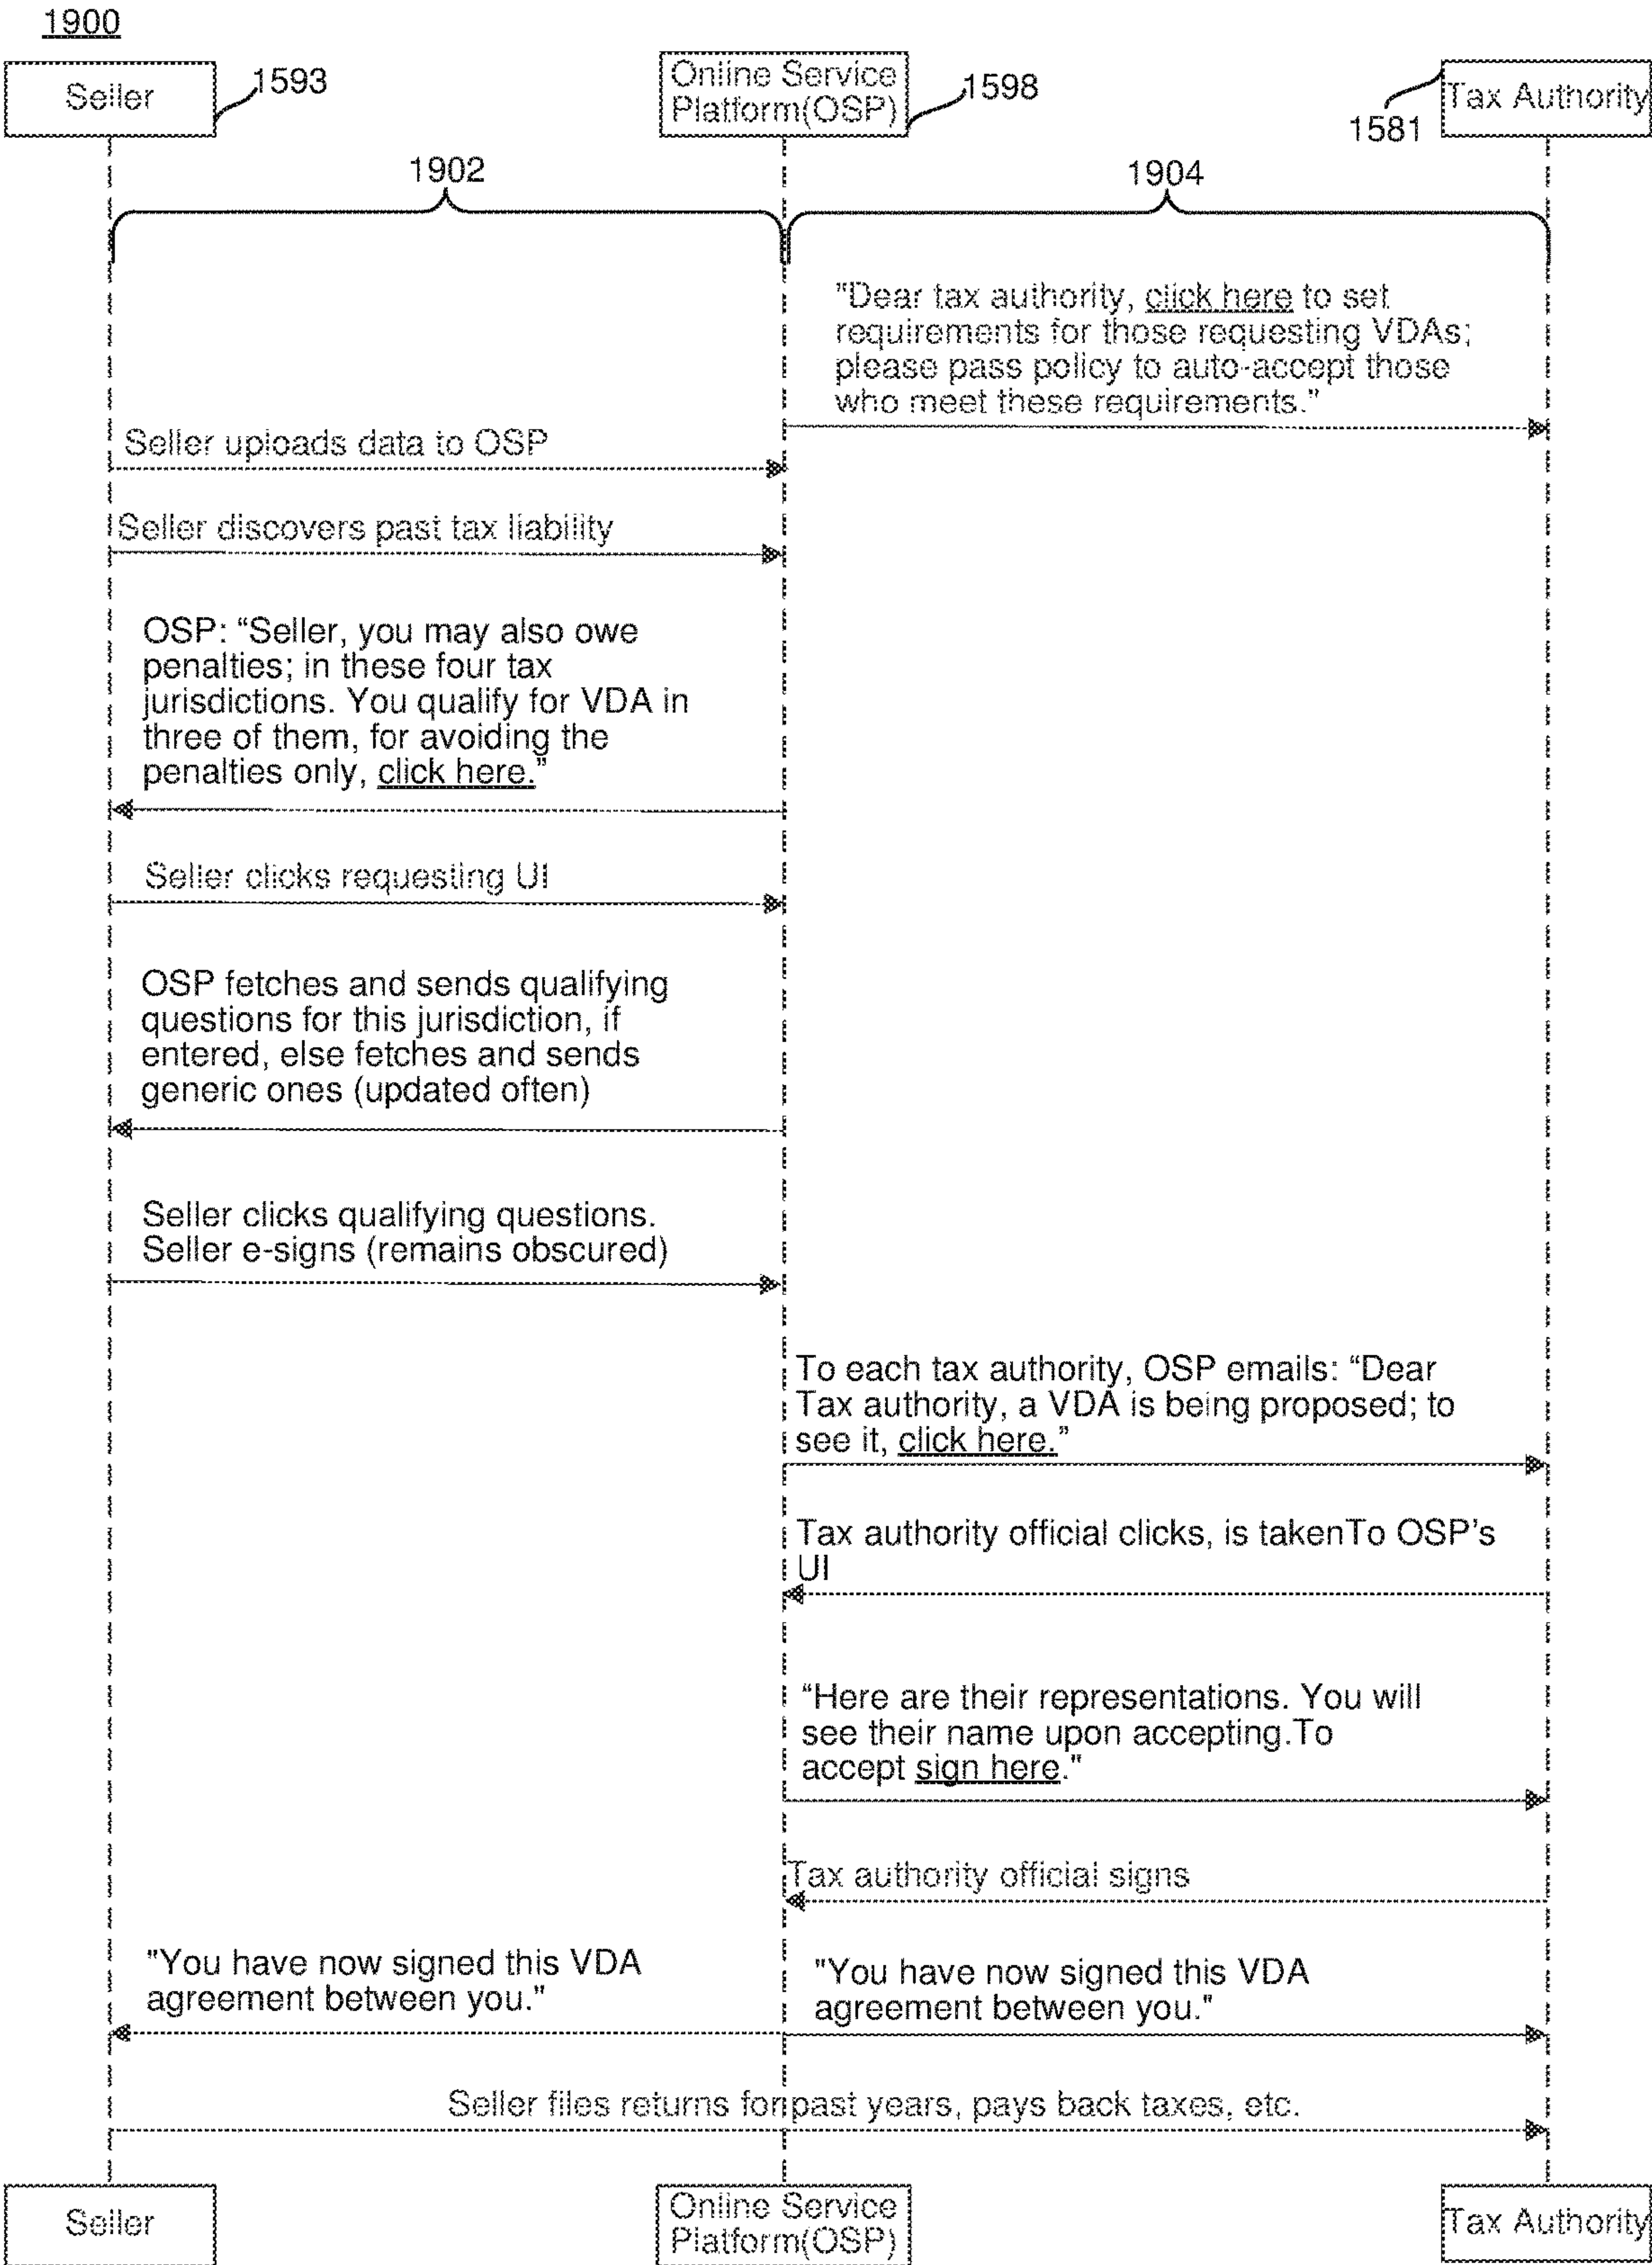 1900
Seller
1593
Online Service
Platform(OSP)
1598
1581
Tax Authority
1902
1904
"Dear tax authority, click here to set
requirements for those requesting VDAs;
please pass policy to auto-accept those
who meet these requirements."
Seller uploads data to OSP
Seller discovers past tax liability
OSP: “Seller, you may also owe
penalties; in these four tax
jurisdictions. You qualify for VDA in
three of them, for avoiding the
penalties only, click here.”
Seller clicks requesting UI
OSP fetches and sends qualifying
questions for this jurisdiction, if
entered, else fetches and sends
generic ones (updated often)
Seller clicks qualifying questions.
Seller e-signs (remains obscured)
To each tax authority, OSP emails: “Dear
Tax authority, a VDA is being proposed; to
see it, click here.”
Tax authority official clicks, is takenTo OSP’s
UI
“Here are their representations. You will
see their name upon accepting.To
accept sign here."
Tax authority official signs
"You have now signed this VDA
agreement between you."
"You have now signed this VDA
agreement between you."
Seller files returns for past years, pays back taxes, etc.
Seller
Online Service
Platform(OSP)
Tax Authority